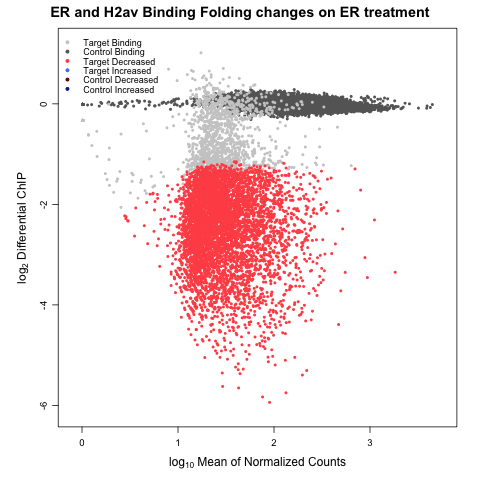 ER and H2av Binding Folding changes on ER treatment
Target Binding
Control Binding
Target Decreased
Target Increased
Control Decreased
Control Increased
0
-2
-4
-6
log2 Differential ChIP
0 1 2 3
log10 Mean of Normalized Counts